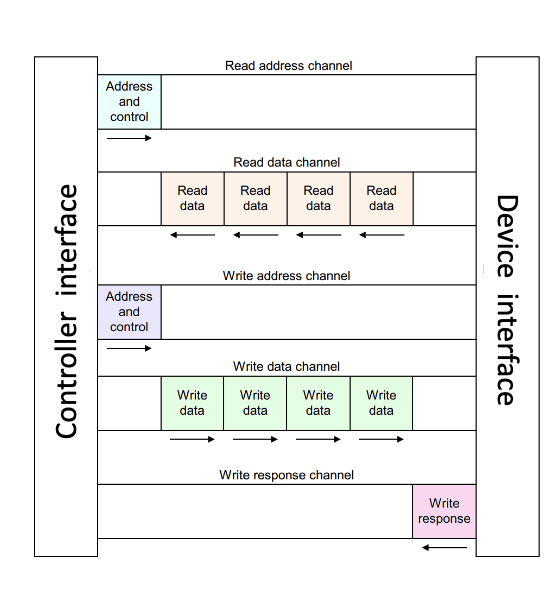 Read address channel
Address
and
control
Read data channel
Read
data
Read
data
Read
data
Read
data
Write address channel
Address
and
control
Write data channel
Write
data
Write
data
Write
data
Write
data
Write response channel
Write
response
Controller interface
Device interface